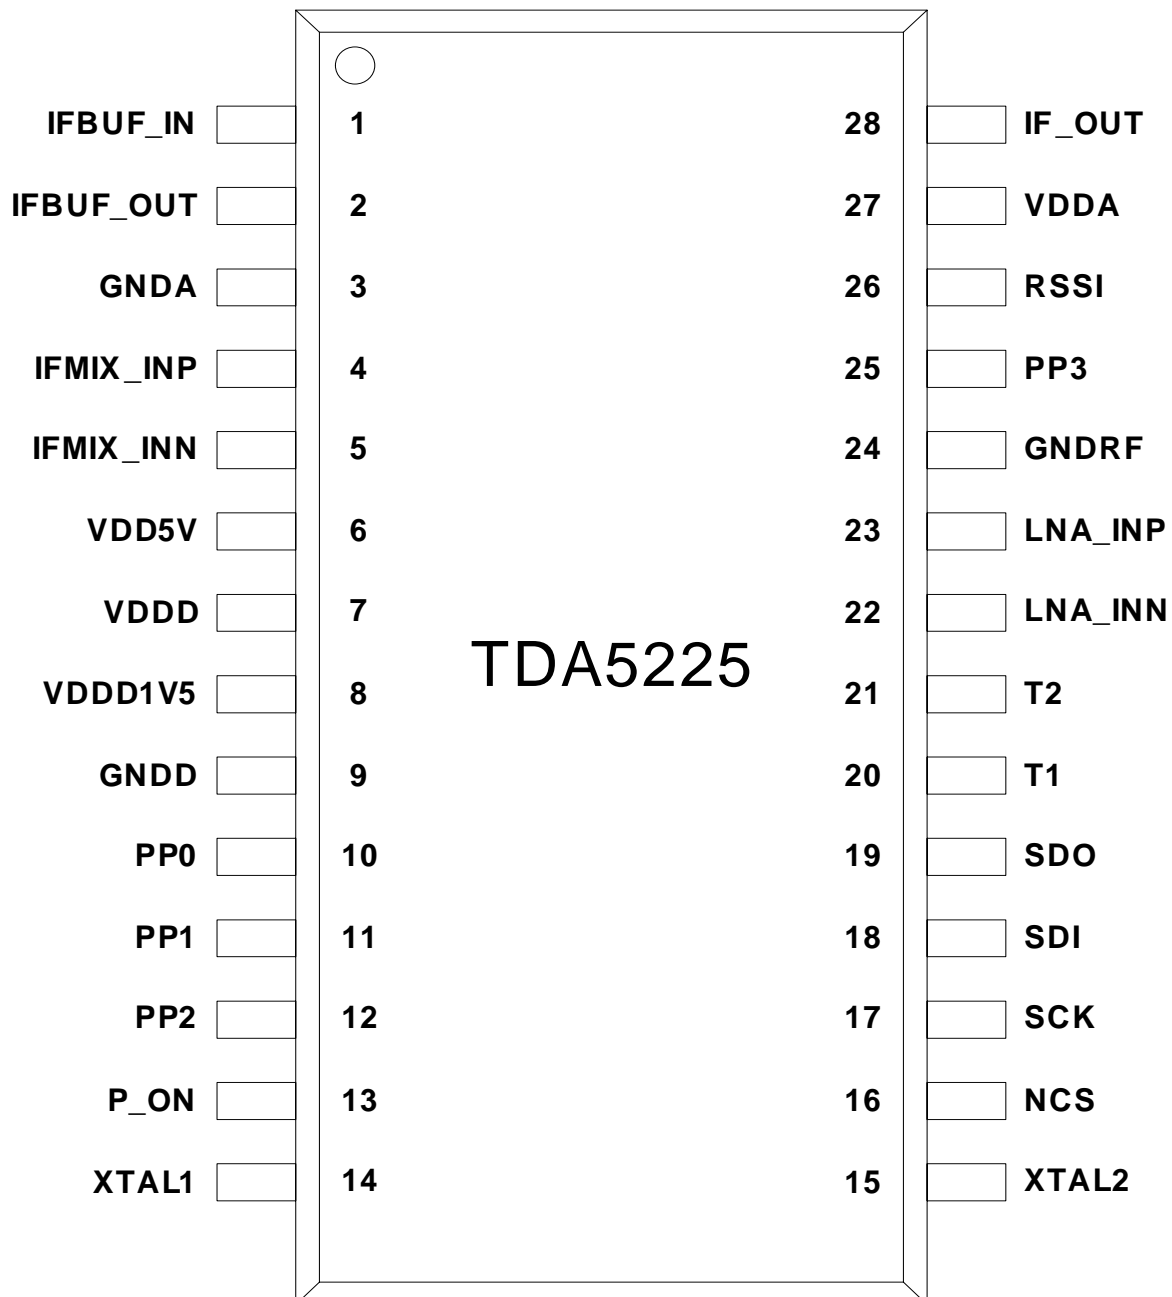 IFBUF_IN 1 28 IF_OUT
IFBUF_OUT 2 27 VDDA
GNDA 3 26 RSSI
IFMIX_INP 4 25 PP3
IFMIX_INN 5 24 GNDRF
VDD5V 6 23 LNA_INP
VDDD 7 22 LNA_INN
TDA5225
VDDD1V5 8 21 T2
GNDD 9 20 T1
PP0 10 19 SDO
PP1 11 18 SDI
PP2 12 17 SCK
P_ON 13 16 NCS
XTAL1 14 15 XTAL2